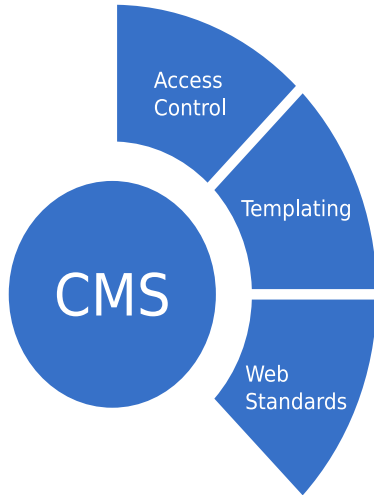 Access
Control
Templating
CMS
Web
Standards